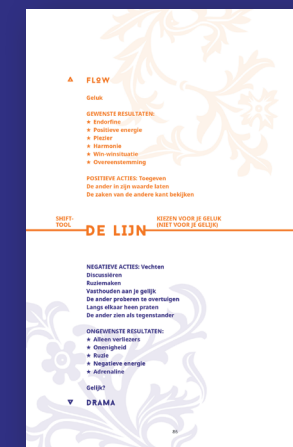 FLOW
Geluk
GEWENSTE RESULTATEN:
★ Endorfine
★ Positieve energie
★ Plezier
★ Harmonie
★ Win-winsituatie
★ Overeenstemming
POSITIEVE ACTIES: Toegeven
De ander in zijn waarde laten
De zaken van de andere kant bekijken
SHIFT-
TOOL
DE LIJN
KIEZEN VOOR JE GELUK
(NIET VOOR JE GELIJK)
NEGATIEVE ACTIES: Vechten
Discussiëren
Ruziemaken
Vasthouden aan je gelijk
De ander proberen te overtuigen
Langs elkaar heen praten
De ander zien als tegenstander
ONGEWENSTE RESULTATEN:
★ Alleen verliezers
★ Onenigheid
★ Ruzie
★ Negatieve energie
★ Adrenaline
Gelijk?
DRAMA